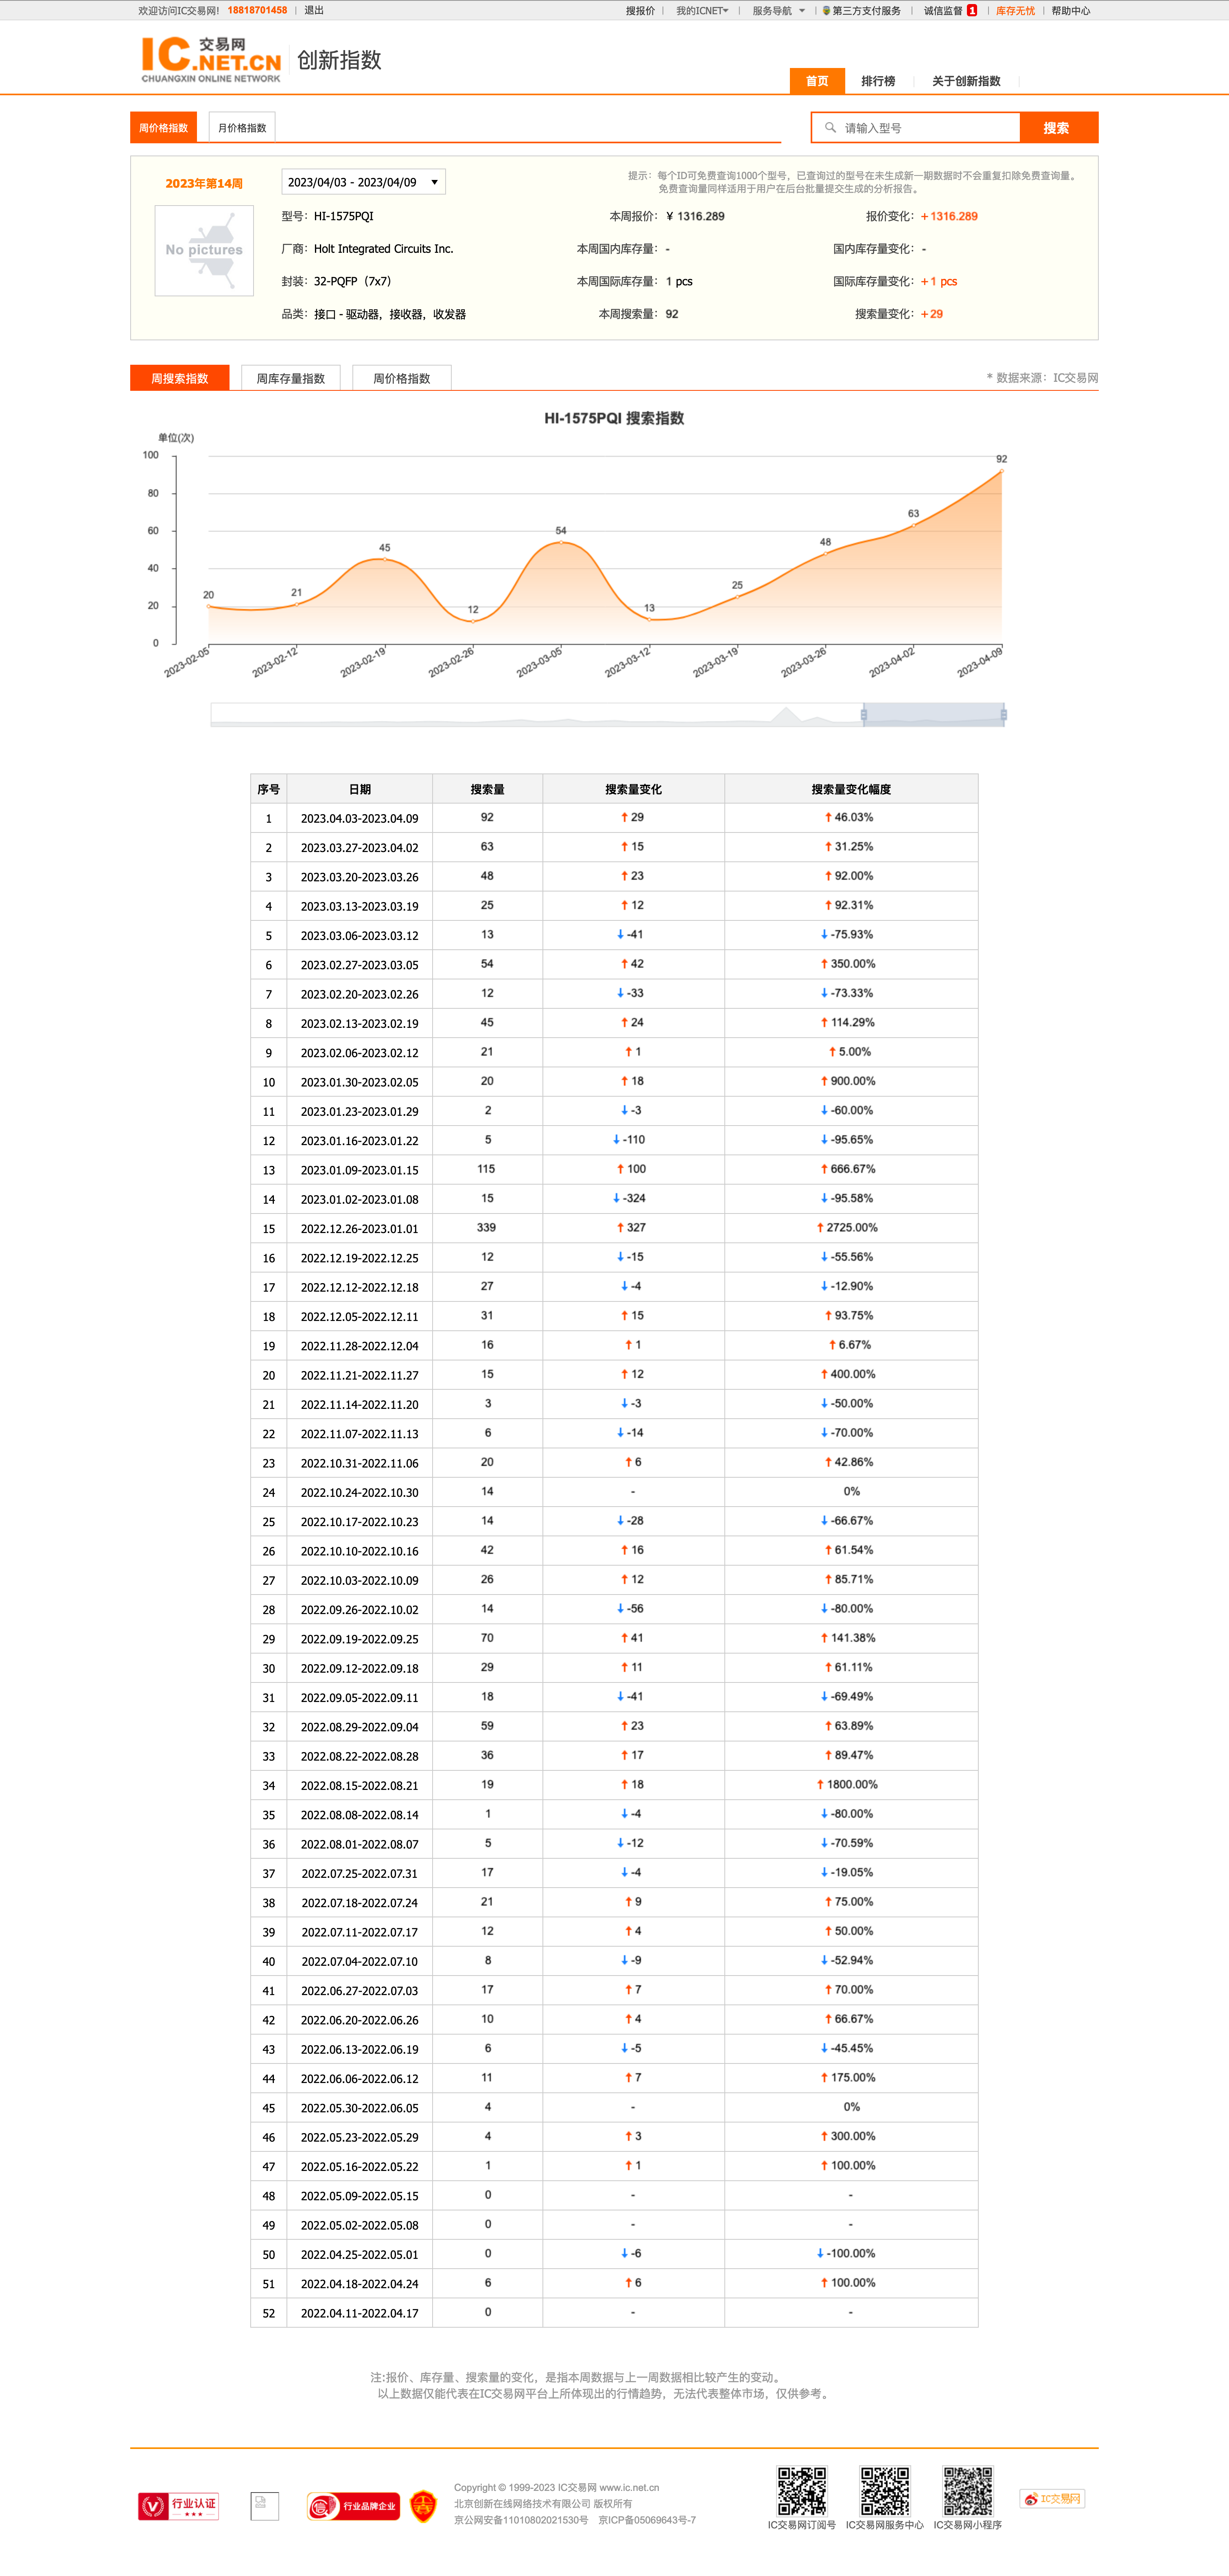 欢迎访问IC交易网! 18818701458 | 退出 搜报价 | 我的ICNET | 服务导航 | 第三方支付服务 | 诚信监督 1 | 库存无忧 | 帮助中心
IC 交易网
.NET.CN
CHUANGXIN ONLINE NETWORK
创新指数
首页 排行榜 关于创新指数
周价格指数 月价格指数 请输入型号 搜索
2023年第14周 2023/04/03 - 2023/04/09
提示：每个ID可免费查询1000个型号，已查询过的型号在未生成新一期数据时不会重复扣除免费查询量。
免费查询量同样适用于用户在后台批量提交生成的分析报告。
No pictures
型号：HI-1575PQI 本周报价：¥ 1316.289 报价变化：+1316.289
厂商：Holt Integrated Circuits Inc. 本周国内库存量：- 国内库存量变化：-
封装：32-PQFP（7x7） 本周国际库存量：1 pcs 国际库存量变化：+1 pcs
品类：接口 - 驱动器，接收器，收发器 本周搜索量：92 搜索量变化：+29
周搜索指数 周库存量指数 周价格指数 * 数据来源：IC交易网
HI-1575PQI 搜索指数
单位(次)
100
80
60
40
20
0
20 21 45 12 54 13 25 48 63 92
2023-02-05 2023-02-12 2023-02-19 2023-02-26 2023-03-05 2023-03-12 2023-03-19 2023-03-26 2023-04-02 2023-04-09
序号 日期 搜索量 搜索量变化 搜索量变化幅度
1 2023.04.03-2023.04.09 92 ↑ 29 ↑ 46.03%
2 2023.03.27-2023.04.02 63 ↑ 15 ↑ 31.25%
3 2023.03.20-2023.03.26 48 ↑ 23 ↑ 92.00%
4 2023.03.13-2023.03.19 25 ↑ 12 ↑ 92.31%
5 2023.03.06-2023.03.12 13 ↓ -41 ↓ -75.93%
6 2023.02.27-2023.03.05 54 ↑ 42 ↑ 350.00%
7 2023.02.20-2023.02.26 12 ↓ -33 ↓ -73.33%
8 2023.02.13-2023.02.19 45 ↑ 24 ↑ 114.29%
9 2023.02.06-2023.02.12 21 ↑ 1 ↑ 5.00%
10 2023.01.30-2023.02.05 20 ↑ 18 ↑ 900.00%
11 2023.01.23-2023.01.29 2 ↓ -3 ↓ -60.00%
12 2023.01.16-2023.01.22 5 ↓ -110 ↓ -95.65%
13 2023.01.09-2023.01.15 115 ↑ 100 ↑ 666.67%
14 2023.01.02-2023.01.08 15 ↓ -324 ↓ -95.58%
15 2022.12.26-2023.01.01 339 ↑ 327 ↑ 2725.00%
16 2022.12.19-2022.12.25 12 ↓ -15 ↓ -55.56%
17 2022.12.12-2022.12.18 27 ↓ -4 ↓ -12.90%
18 2022.12.05-2022.12.11 31 ↑ 15 ↑ 93.75%
19 2022.11.28-2022.12.04 16 ↑ 1 ↑ 6.67%
20 2022.11.21-2022.11.27 15 ↑ 12 ↑ 400.00%
21 2022.11.14-2022.11.20 3 ↓ -3 ↓ -50.00%
22 2022.11.07-2022.11.13 6 ↓ -14 ↓ -70.00%
23 2022.10.31-2022.11.06 20 ↑ 6 ↑ 42.86%
24 2022.10.24-2022.10.30 14 - 0%
25 2022.10.17-2022.10.23 14 ↓ -28 ↓ -66.67%
26 2022.10.10-2022.10.16 42 ↑ 16 ↑ 61.54%
27 2022.10.03-2022.10.09 26 ↑ 12 ↑ 85.71%
28 2022.09.26-2022.10.02 14 ↓ -56 ↓ -80.00%
29 2022.09.19-2022.09.25 70 ↑ 41 ↑ 141.38%
30 2022.09.12-2022.09.18 29 ↑ 11 ↑ 61.11%
31 2022.09.05-2022.09.11 18 ↓ -41 ↓ -69.49%
32 2022.08.29-2022.09.04 59 ↑ 23 ↑ 63.89%
33 2022.08.22-2022.08.28 36 ↑ 17 ↑ 89.47%
34 2022.08.15-2022.08.21 19 ↑ 18 ↑ 1800.00%
35 2022.08.08-2022.08.14 1 ↓ -4 ↓ -80.00%
36 2022.08.01-2022.08.07 5 ↓ -12 ↓ -70.59%
37 2022.07.25-2022.07.31 17 ↓ -4 ↓ -19.05%
38 2022.07.18-2022.07.24 21 ↑ 9 ↑ 75.00%
39 2022.07.11-2022.07.17 12 ↑ 4 ↑ 50.00%
40 2022.07.04-2022.07.10 8 ↓ -9 ↓ -52.94%
41 2022.06.27-2022.07.03 17 ↑ 7 ↑ 70.00%
42 2022.06.20-2022.06.26 10 ↑ 4 ↑ 66.67%
43 2022.06.13-2022.06.19 6 ↓ -5 ↓ -45.45%
44 2022.06.06-2022.06.12 11 ↑ 7 ↑ 175.00%
45 2022.05.30-2022.06.05 4 - 0%
46 2022.05.23-2022.05.29 4 ↑ 3 ↑ 300.00%
47 2022.05.16-2022.05.22 1 ↑ 1 ↑ 100.00%
48 2022.05.09-2022.05.15 0 - -
49 2022.05.02-2022.05.08 0 - -
50 2022.04.25-2022.05.01 0 ↓ -6 ↓ -100.00%
51 2022.04.18-2022.04.24 6 ↑ 6 ↑ 100.00%
52 2022.04.11-2022.04.17 0 - -
注:报价、库存量、搜索量的变化，是指本周数据与上一周数据相比较产生的变动。
以上数据仅能代表在IC交易网平台上所体现出的行情趋势，无法代表整体市场，仅供参考。
行业认证
信 行业品牌企业
Copyright © 1999-2023 IC交易网 www.ic.net.cn
北京创新在线网络技术有限公司 版权所有
京公网安备11010802021530号 京ICP备05069643号-7
IC交易网订阅号 IC交易网服务中心 IC交易网小程序
IC交易网